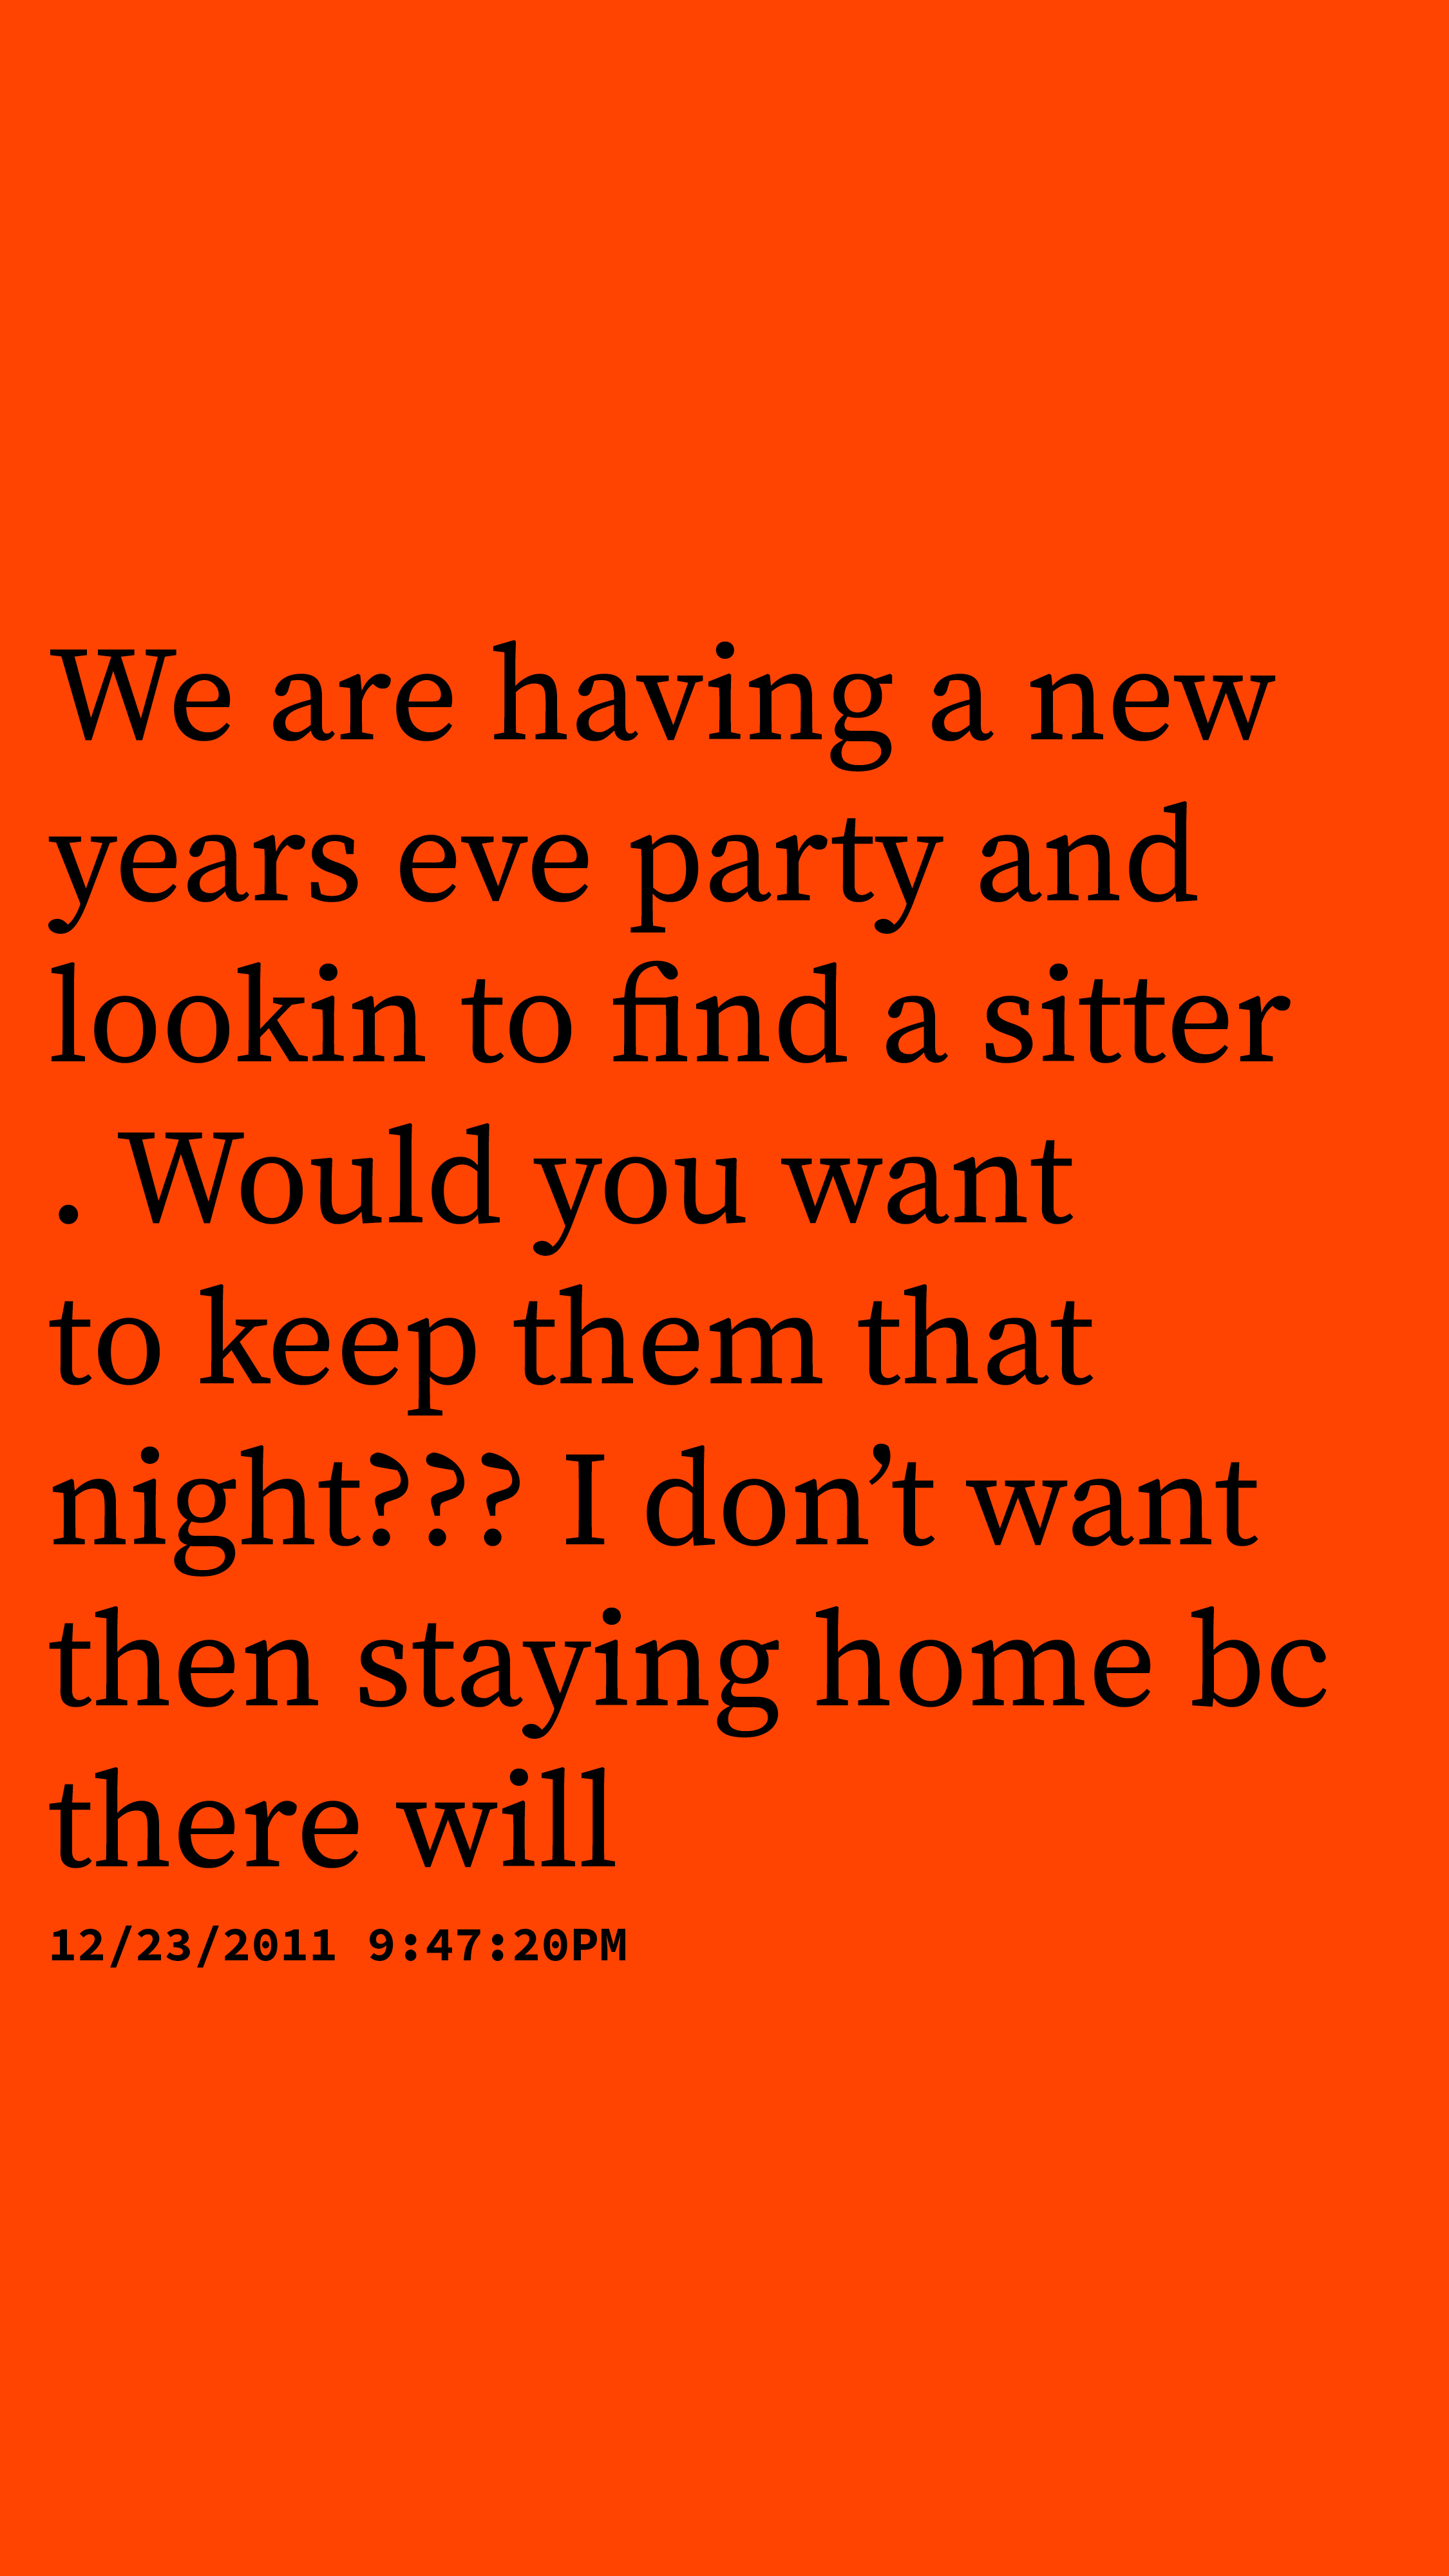 We are having a new
years eve party and
lookin to find a sitter
. Would you want
to keep them that
night??? I don’t want
then staying home bc
there will
12/23/2011 9:47:20PM